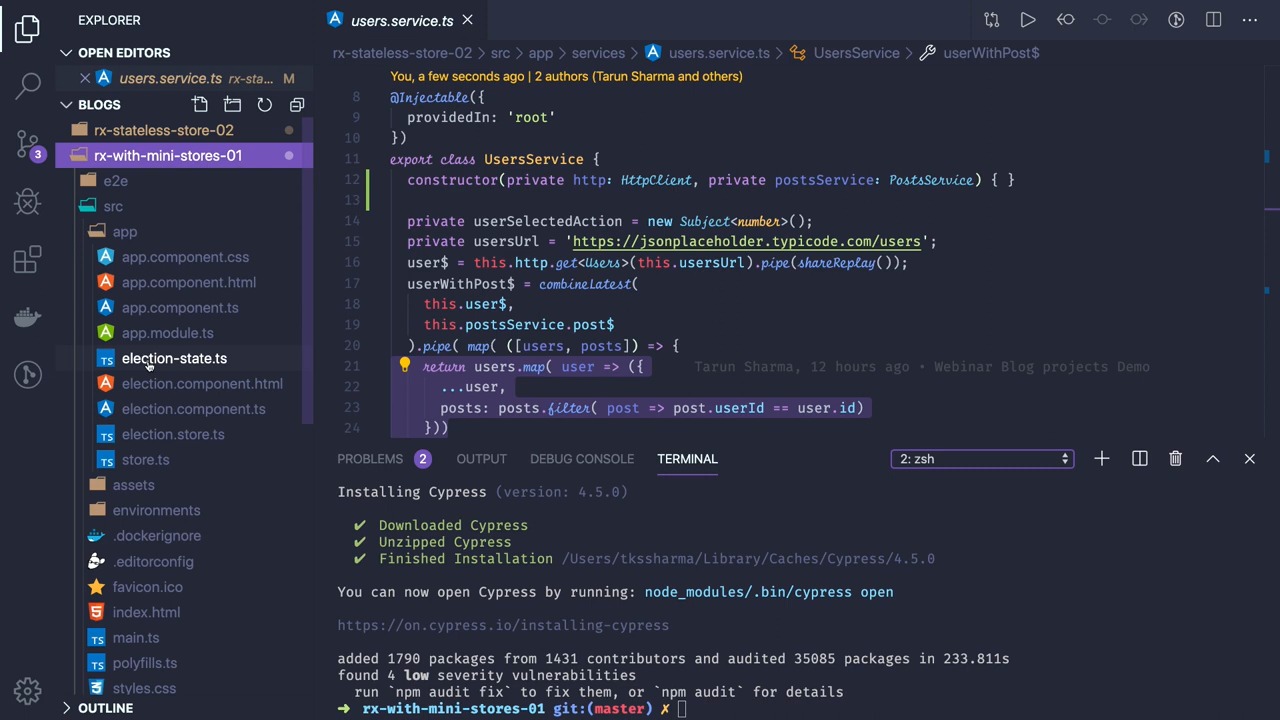 EXPLORER
OPEN EDITORS
users.service.ts rx-sta... M
BLOGS
rx-stateless-store-02
rx-with-mini-stores-01
e2e
src
app
app.component.css
app.component.html
app.component.ts
app.module.ts
election-state.ts
election.component.html
election.component.ts
election.store.ts
store.ts
assets
environments
.dockerignore
.editorconfig
favicon.ico
index.html
main.ts
polyfills.ts
styles.css
OUTLINE
3
users.service.ts
rx-stateless-store-02 > src > app > services > users.service.ts > UsersService > userWithPost$
You, a few seconds ago | 2 authors (Tarun Sharma and others)
8 @Injectable({
9 providedIn: 'root'
10 })
11 export class UsersService {
12 constructor(private http: HttpClient, private postsService: PostsService) { }
13
14 private userSelectedAction = new Subject<number>();
15 private usersUrl = 'https://jsonplaceholder.typicode.com/users';
16 user$ = this.http.get<Users>(this.usersUrl).pipe(shareReplay());
17 userWithPost$ = combineLatest(
18 this.user$,
19 this.postsService.post$
20 ).pipe( map( ([users, posts]) => {
21 return users.map( user => ({ Tarun Sharma, 12 hours ago • Webinar Blog projects Demo
22 ...user,
23 posts: posts.filter( post => post.userId == user.id)
24 }))
PROBLEMS 2 OUTPUT DEBUG CONSOLE TERMINAL 2: zsh
Installing Cypress (version: 4.5.0)
✔ Downloaded Cypress
✔ Unzipped Cypress
✔ Finished Installation /Users/tkssharma/Library/Caches/Cypress/4.5.0
You can now open Cypress by running: node_modules/.bin/cypress open
https://on.cypress.io/installing-cypress
added 1790 packages from 1431 contributors and audited 35085 packages in 233.811s
found 4 low severity vulnerabilities
run `npm audit fix` to fix them, or `npm audit` for details
➜ rx-with-mini-stores-01 git:(master) ✗